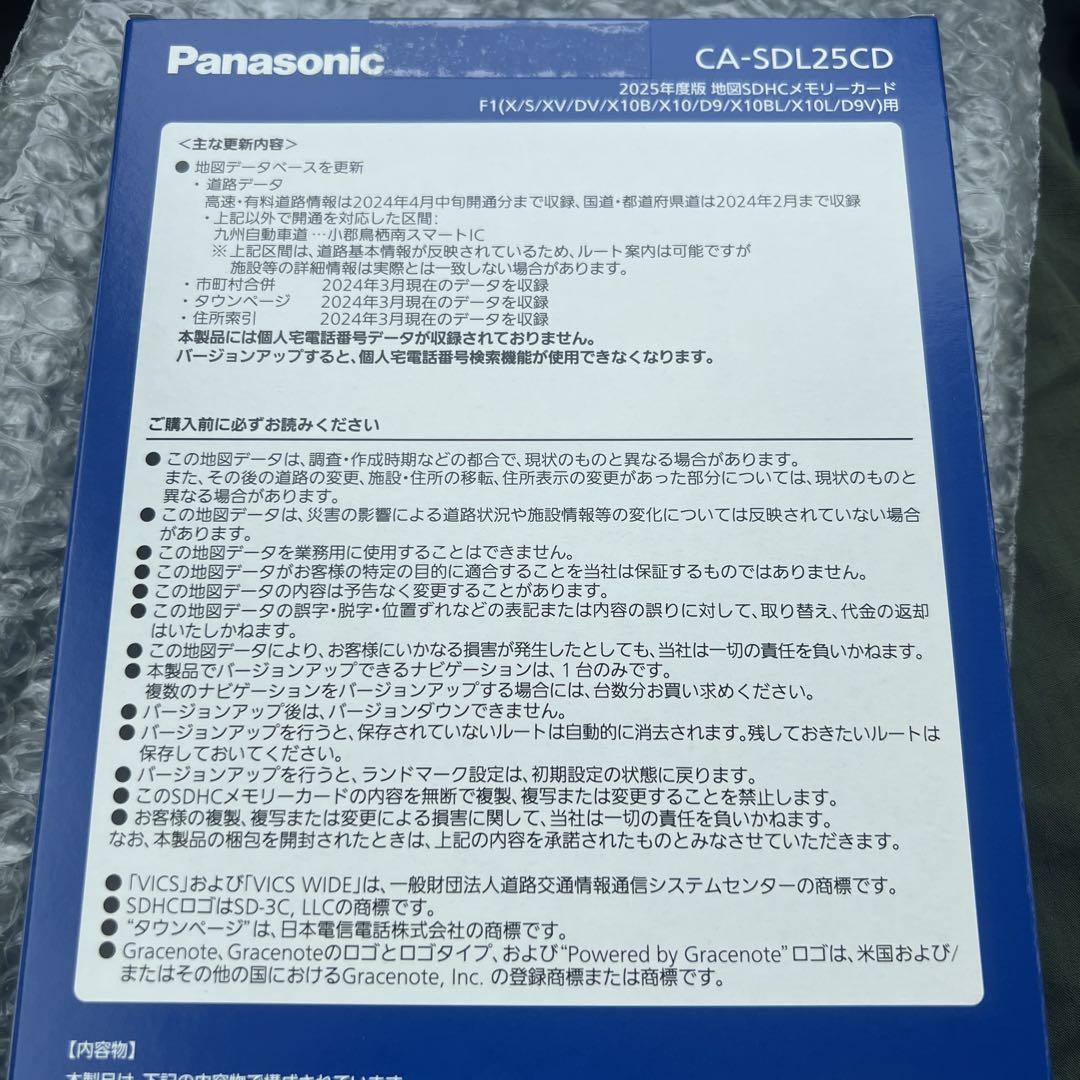 Panasonic
CA-SDL25CD
2025年度版 地図SDHCメモリーカード
F1(X/S/XV/DV/X10B/X10/D9/X10BL/X10L/D9V)用
＜主な更新内容＞
● 地図データベースを更新
・道路データ
高速・有料道路情報は2024年4月中旬開通分まで収録、国道・都道府県道は2024年2月まで収録
・上記以外で開通を対応した区間:
九州自動車道…小郡鳥栖南スマートIC
※上記区間は、道路基本情報が反映されているため、ルート案内は可能ですが
施設等の詳細情報は実際とは一致しない場合があります。
・市町村合併 2024年3月現在のデータを収録
・タウンページ 2024年3月現在のデータを収録
・住所索引 2024年3月現在のデータを収録
本製品には個人宅電話番号データが収録されておりません。
バージョンアップすると、個人宅電話番号検索機能が使用できなくなります。
ご購入前に必ずお読みください
● この地図データは、調査・作成時期などの都合で、現状のものと異なる場合があります。
また、その後の道路の変更、施設・住所の移転、住所表示の変更があった部分については、現状のものと
異なる場合があります。
● この地図データは、災害の影響による道路状況や施設情報等の変化については反映されていない場合
があります。
● この地図データを業務用に使用することはできません。
● この地図データがお客様の特定の目的に適合することを当社は保証するものではありません。
● この地図データの内容は予告なく変更することがあります。
● この地図データの誤字・脱字・位置ずれなどの表記または内容の誤りに対して、取り替え、代金の返却
はいたしかねます。
● この地図データにより、お客様にいかなる損害が発生したとしても、当社は一切の責任を負いかねます。
● 本製品でバージョンアップできるナビゲーションは、1台のみです。
複数のナビゲーションをバージョンアップする場合には、台数分お買い求めください。
● バージョンアップ後は、バージョンダウンできません。
● バージョンアップを行うと、保存されていないルートは自動的に消去されます。残しておきたいルートは
保存しておいてください。
● バージョンアップを行うと、ランドマーク設定は、初期設定の状態に戻ります。
● このSDHCメモリーカードの内容を無断で複製、複写または変更することを禁止します。
● お客様の複製、複写または変更による損害に関して、当社は一切の責任を負いかねます。
なお、本製品の梱包を開封されたときは、上記の内容を承諾されたものとみなさせていただきます。
● 「VICS」および「VICS WIDE」は、一般財団法人道路交通情報通信システムセンターの商標です。
● SDHCロゴはSD-3C, LLCの商標です。
● “タウンページ”は、日本電信電話株式会社の商標です。
● Gracenote、Gracenoteのロゴとロゴタイプ、および“Powered by Gracenote”ロゴは、米国および/
またはその他の国におけるGracenote, Inc. の登録商標または商標です。
【内容物】
本製品は、下記の内容物で構成されています。